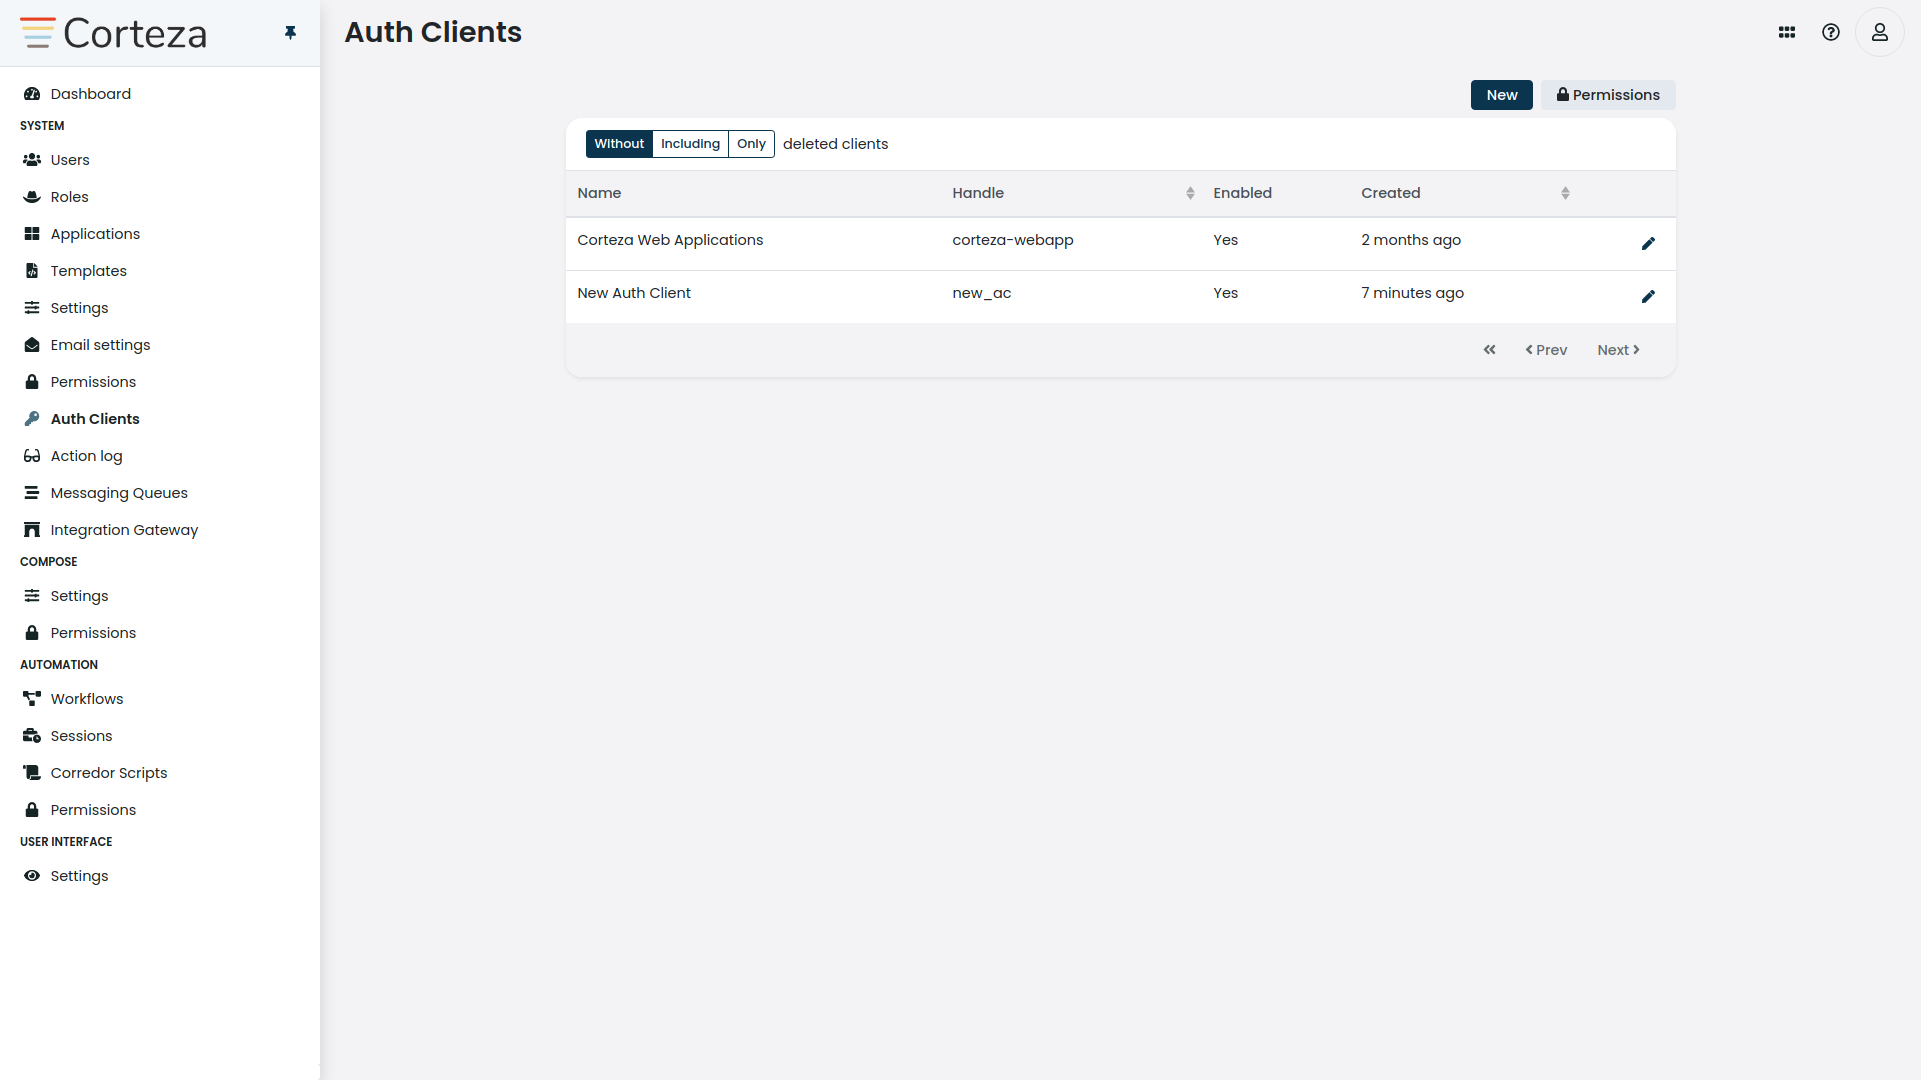 Corteza
Auth Clients
Dashboard
SYSTEM
Users
Roles
Applications
Templates
Settings
Email settings
Permissions
Auth Clients
Action log
Messaging Queues
Integration Gateway
COMPOSE
Settings
Permissions
AUTOMATION
Workflows
Sessions
Corredor Scripts
Permissions
USER INTERFACE
Settings
New Permissions
Without Including Only deleted clients
Name Handle Enabled Created
Corteza Web Applications corteza-webapp Yes 2 months ago
New Auth Client new_ac Yes 7 minutes ago
Prev Next